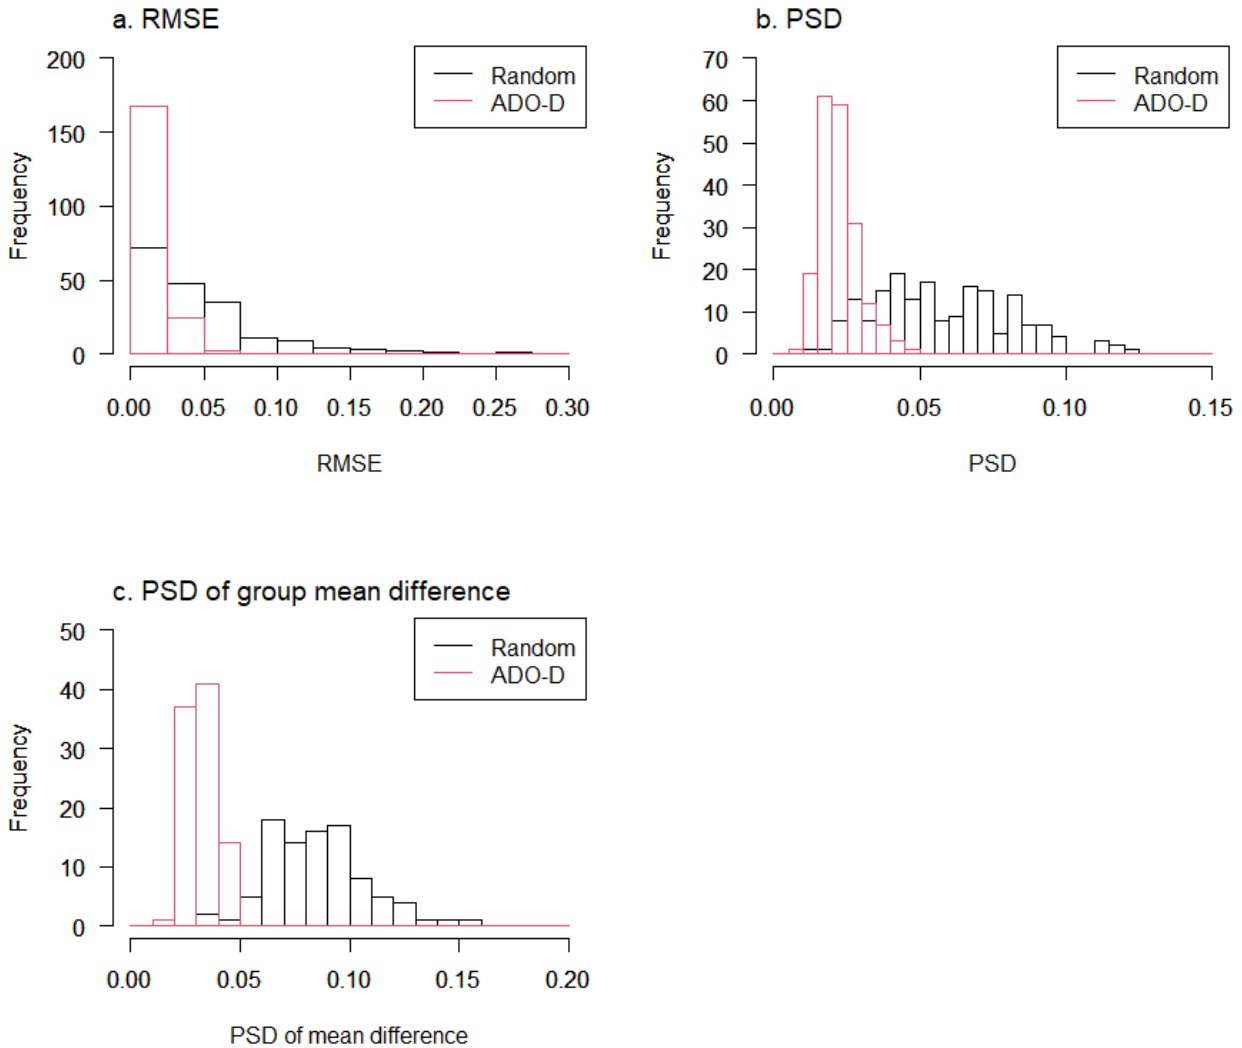 a. RMSE
Random
ADO-D
Frequency
200
150
100
50
0
0.00 0.05 0.10 0.15 0.20 0.25 0.30
RMSE
b. PSD
Random
ADO-D
Frequency
70
60
50
40
30
20
10
0
0.00 0.05 0.10 0.15
PSD
c. PSD of group mean difference
Random
ADO-D
Frequency
50
40
30
20
10
0
0.00 0.05 0.10 0.15 0.20
PSD of mean difference